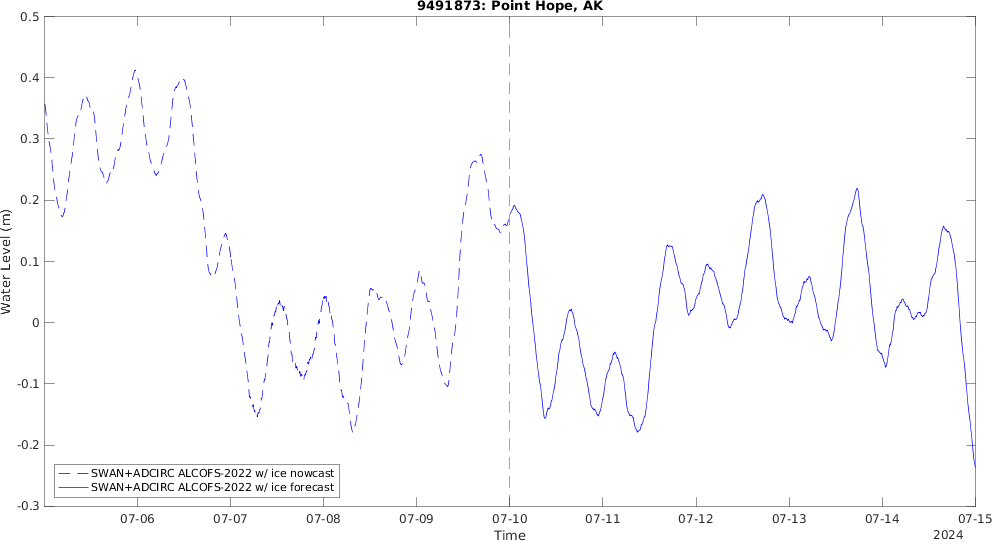 9491873: Point Hope, AK
0.5
0.4
0.3
0.2
0.1
0
-0.1
-0.2
-0.3
Water Level (m)
SWAN+ADCIRC ALCOFS-2022 w/ ice nowcast
SWAN+ADCIRC ALCOFS-2022 w/ ice forecast
07-06 07-07 07-08 07-09 07-10 07-11 07-12 07-13 07-14 07-15
Time
2024